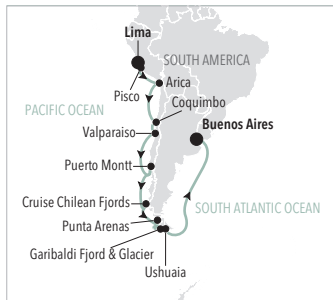 Lima
SOUTH AMERICA
Pisco
Arica
Coquimbo
PACIFIC OCEAN
Buenos Aires
Valparaiso
Puerto Montt
Cruise Chilean Fjords
SOUTH ATLANTIC OCEAN
Punta Arenas
Garibaldi Fjord & Glacier
Ushuaia